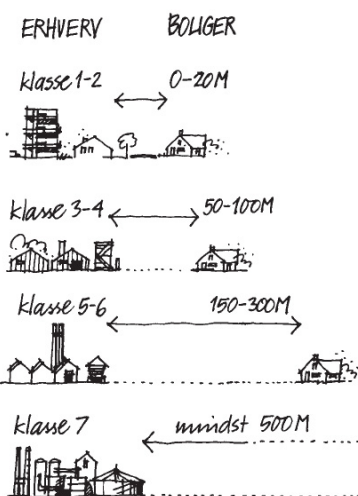 ERHVERV BOLIGER
klasse 1-2 0-20M
klasse 3-4 50-100M
klasse 5-6 150-300M
klasse 7 mindst 500M